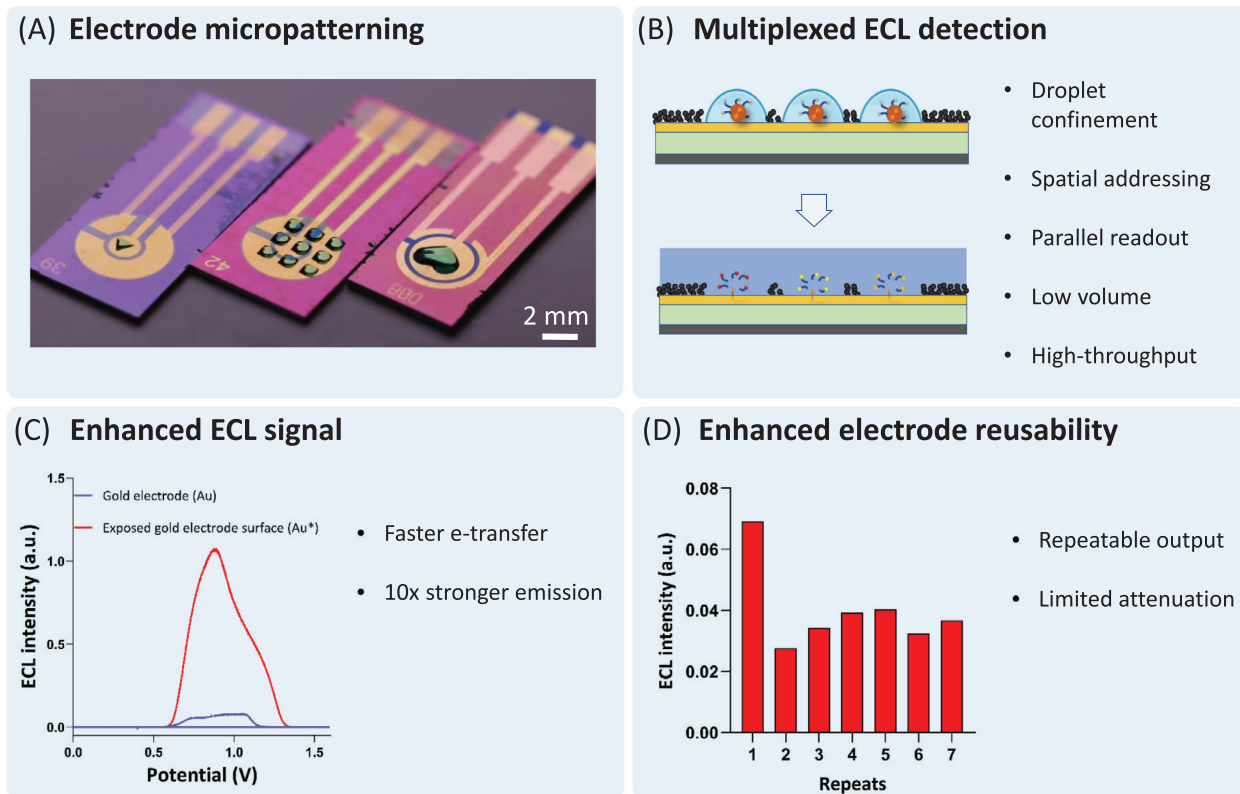 (A) Electrode micropatterning
39
42
DBB
2 mm
(B) Multiplexed ECL detection
• Droplet
confinement
• Spatial addressing
• Parallel readout
• Low volume
• High-throughput
(C) Enhanced ECL signal
ECL intensity (a.u.)
1.5
1.0
0.5
0.0
Gold electrode (Au)
Exposed gold electrode surface (Au*)
0.0 0.5 1.0 1.5
Potential (V)
• Faster e-transfer
• 10x stronger emission
(D) Enhanced electrode reusability
ECL intensity (a.u.)
0.08
0.06
0.04
0.02
0.00
1 2 3 4 5 6 7
Repeats
• Repeatable output
• Limited attenuation